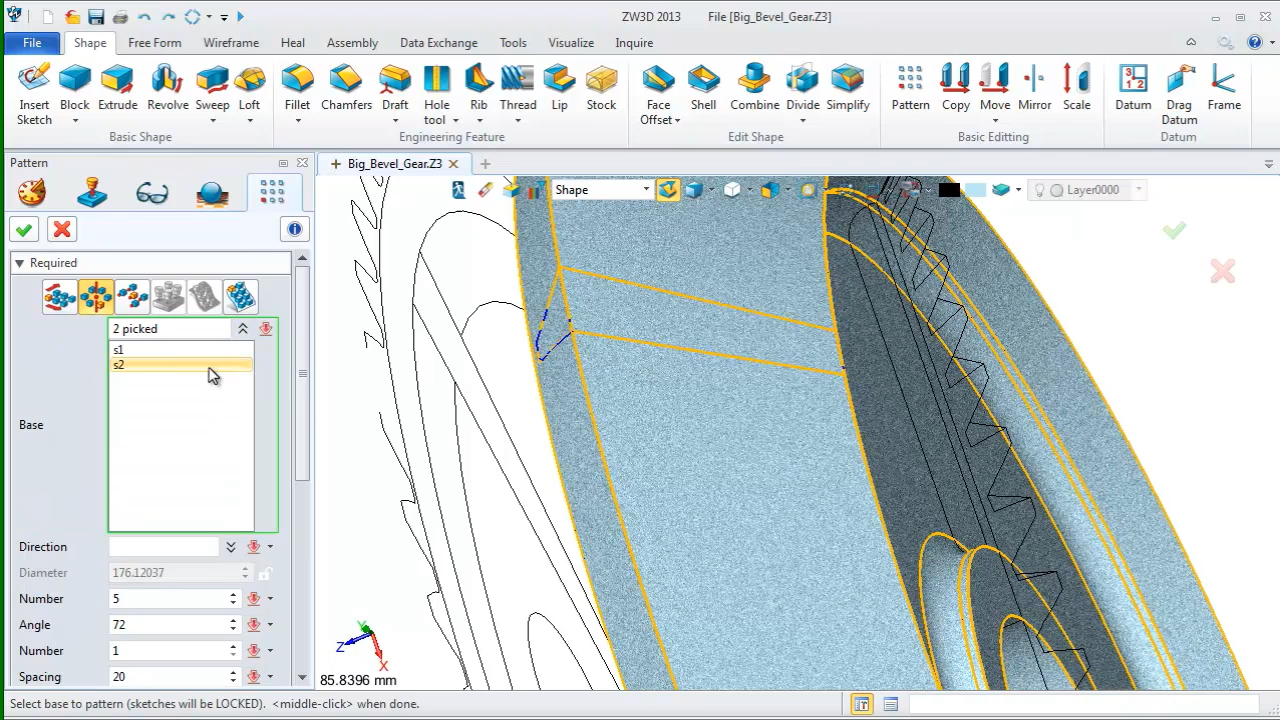 ZW3D 2013 File [Big_Bevel_Gear.Z3]
File Shape Free Form Wireframe Heal Assembly Data Exchange Tools Visualize Inquire
Insert Sketch Block Extrude Revolve Sweep Loft Fillet Chamfers Draft Hole tool Rib Thread Lip Stock Face Offset Shell Combine Divide Simplify Pattern Copy Move Mirror Scale Datum Drag Datum Frame
Basic Shape Engineering Feature Edit Shape Basic Editing Datum
Pattern
Big_Bevel_Gear.Z3
Shape
Layer0000
Required
2 picked
s1
s2
Base
Direction
Diameter 176.12037
Number 5
Angle 72
Number 1
Spacing 20
Y
Z
X
85.8396 mm
Select base to pattern (sketches will be LOCKED). <middle-click> when done.